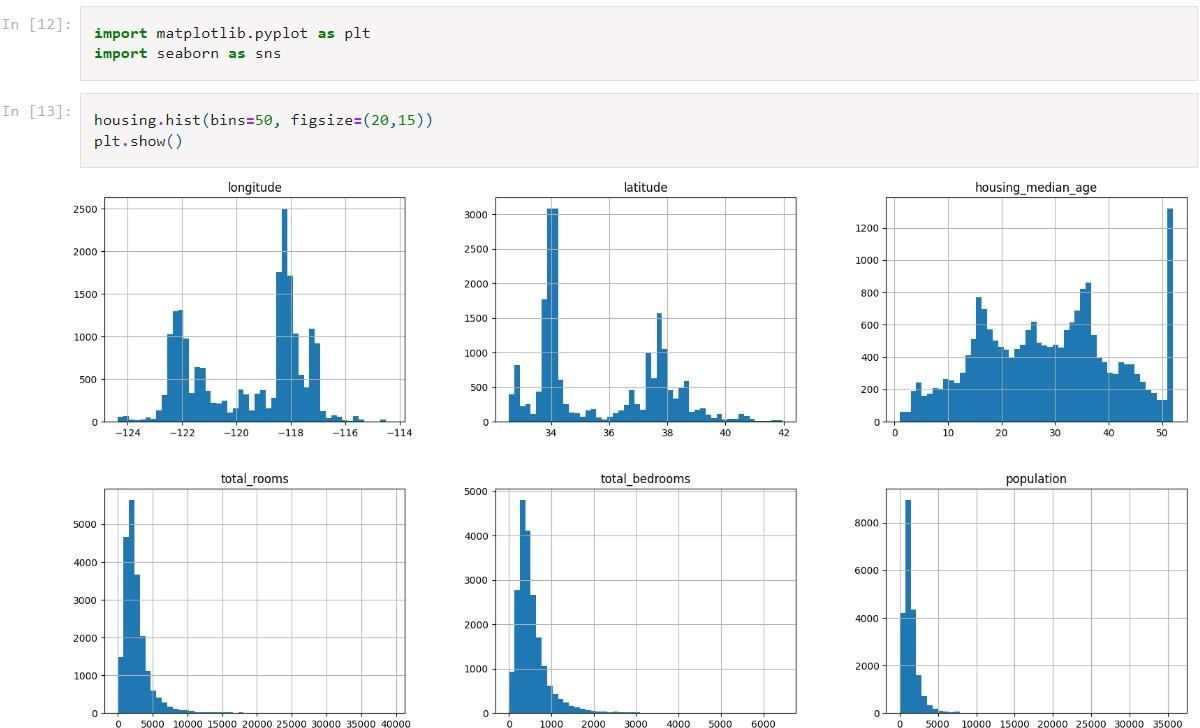 In [12]:
import matplotlib.pyplot as plt
import seaborn as sns
In [13]:
housing.hist(bins=50, figsize=(20,15))
plt.show()
longitude
2500
2000
1500
1000
500
0
−124 −122 −120 −118 −116 −114
latitude
3000
2500
2000
1500
1000
500
0
34 36 38 40 42
housing_median_age
1200
1000
800
600
400
200
0
0 10 20 30 40 50
total_rooms
5000
4000
3000
2000
1000
0
0 5000 10000 15000 20000 25000 30000 35000 40000
total_bedrooms
5000
4000
3000
2000
1000
0
0 1000 2000 3000 4000 5000 6000
population
8000
6000
4000
2000
0
0 5000 10000 15000 20000 25000 30000 35000